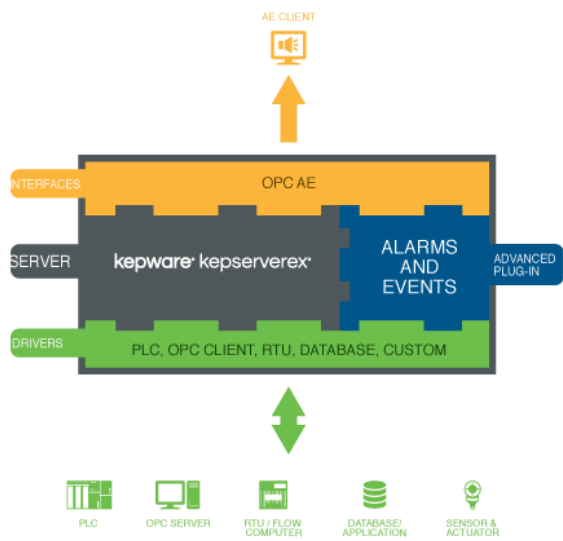 AE CLIENT
INTERFACES
OPC AE
SERVER
kepware® kepserverex®
ALARMS
AND
EVENTS
ADVANCED
PLUG-IN
DRIVERS
PLC, OPC CLIENT, RTU, DATABASE, CUSTOM
PLC
OPC SERVER
RTU / FLOW
COMPUTER
DATABASE/
APPLICATION
SENSOR &
ACTUATOR